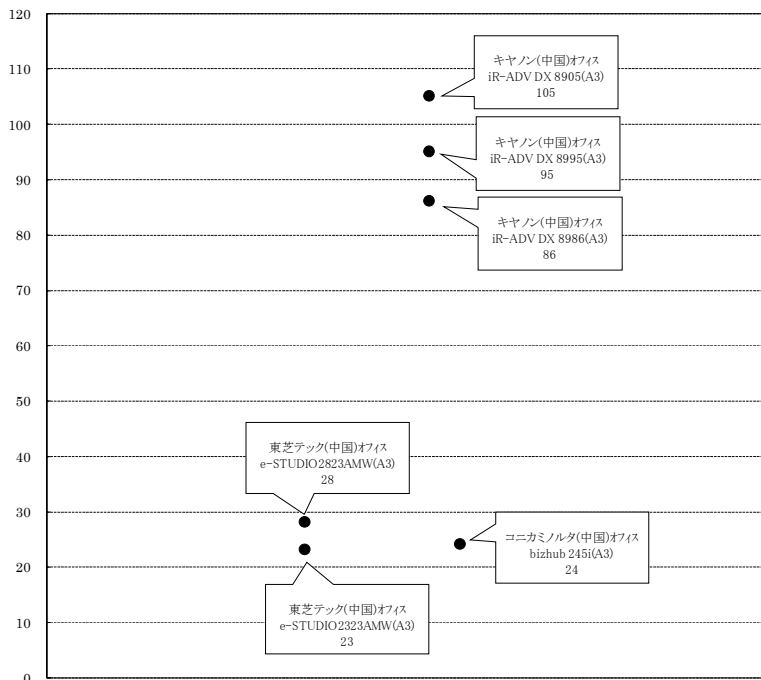 120
110
100
90
80
70
60
50
40
30
20
10
0
キヤノン(中国)オフィス
iR-ADV DX 8905(A3)
105
キヤノン(中国)オフィス
iR-ADV DX 8995(A3)
95
キヤノン(中国)オフィス
iR-ADV DX 8986(A3)
86
東芝テック(中国)オフィス
e-STUDIO2823AMW(A3)
28
コニカミノルタ(中国)オフィス
bizhub 245i(A3)
24
東芝テック(中国)オフィス
e-STUDIO2323AMW(A3)
23